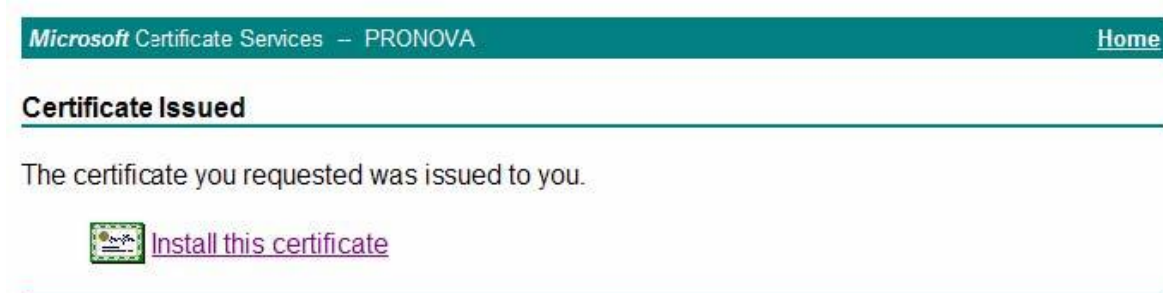 Microsoft Certificate Services -- PRONOVA Home
Certificate Issued
The certificate you requested was issued to you.
Install this certificate